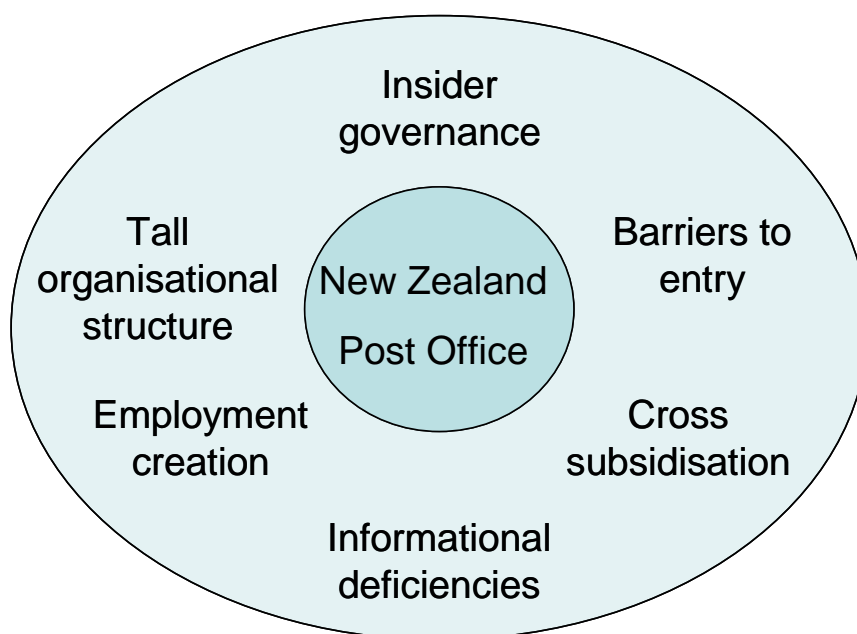 Insider
governance
Tall
organisational
structure
New Zealand
Post Office
Barriers to
entry
Employment
creation
Cross
subsidisation
Informational
deficiencies